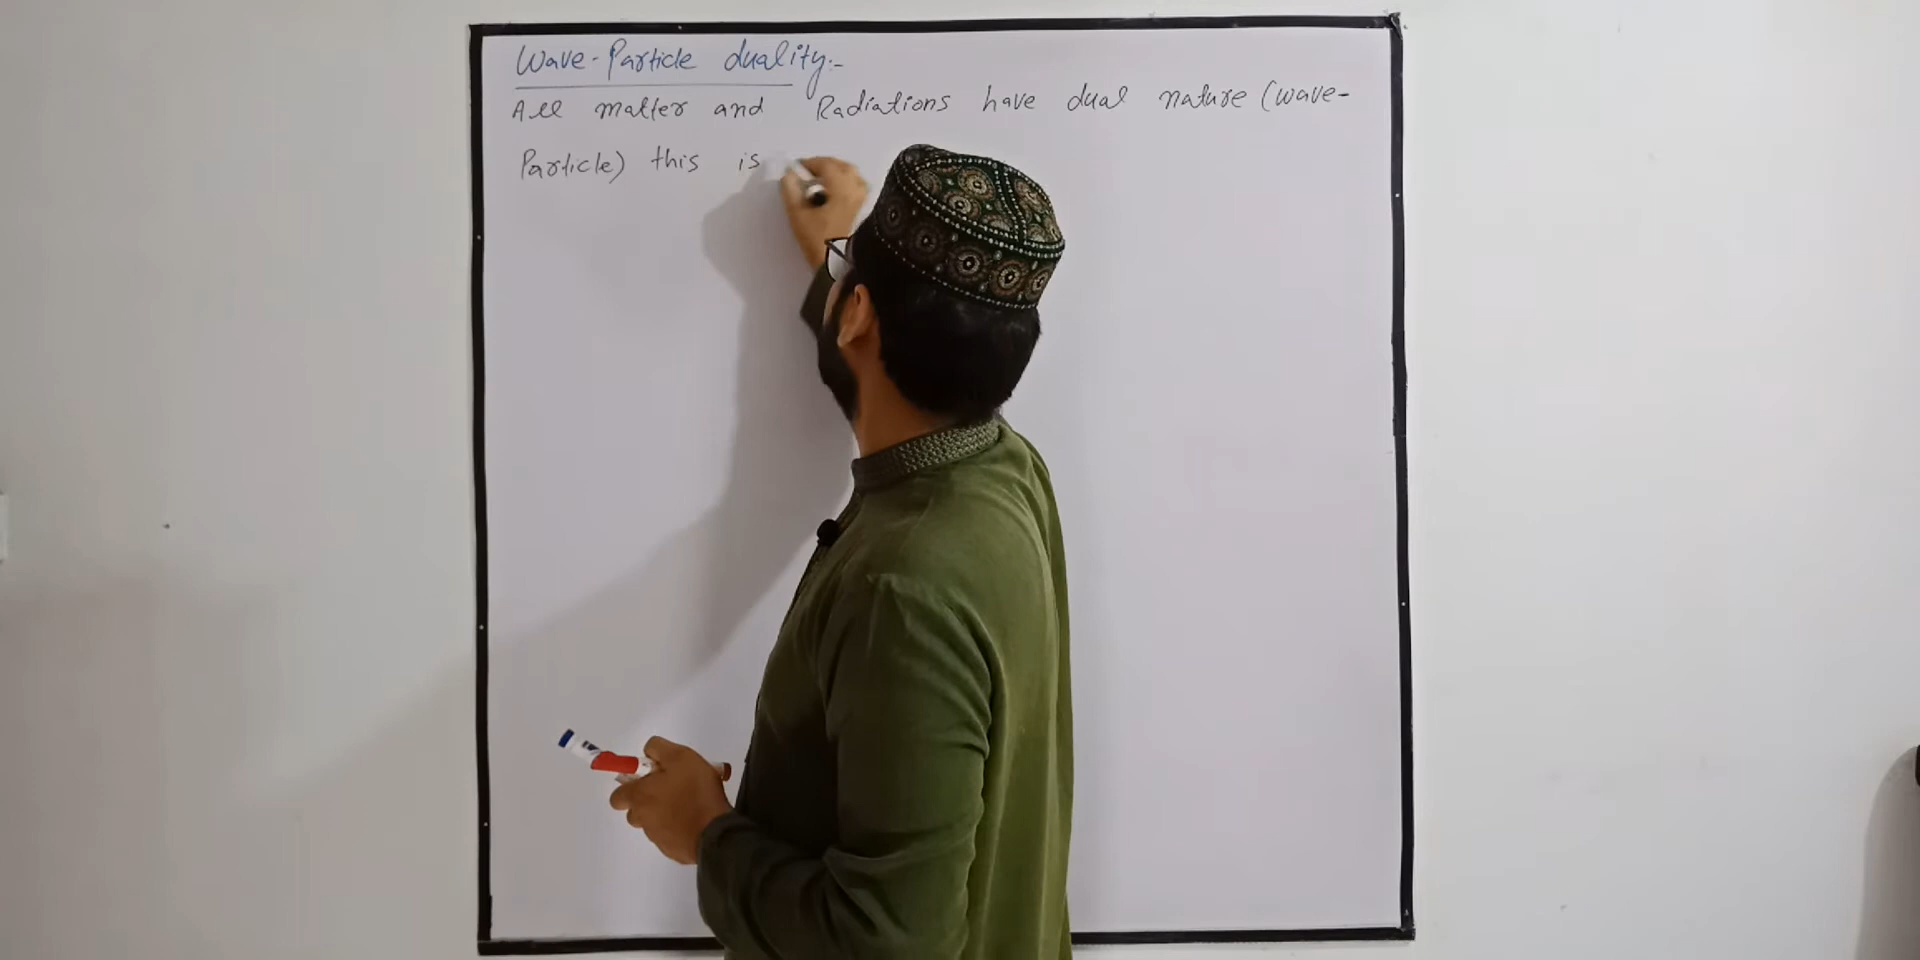 Wave-Particle duality:-
All matter and Radiations have dual nature (wave-
Particle) this is